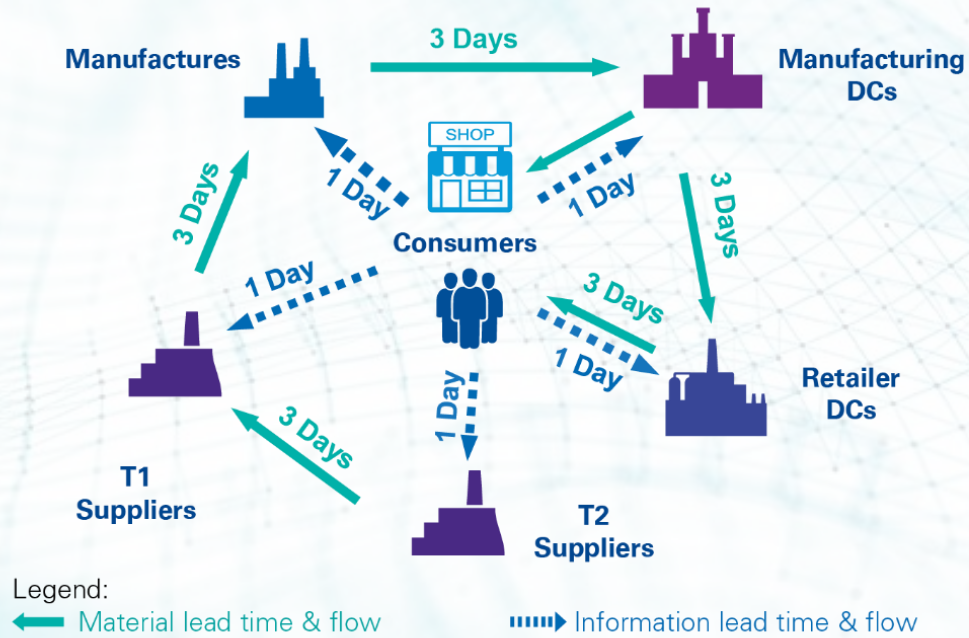 3 Days
Manufactures
Manufacturing
DCs
SHOP
1 Day
1 Day
3 Days
3 Days
Consumers
1 Day
3 Days
1 Day
Retailer
DCs
1 Day
3 Days
T1
Suppliers
T2
Suppliers
Legend:
Material lead time & flow
Information lead time & flow